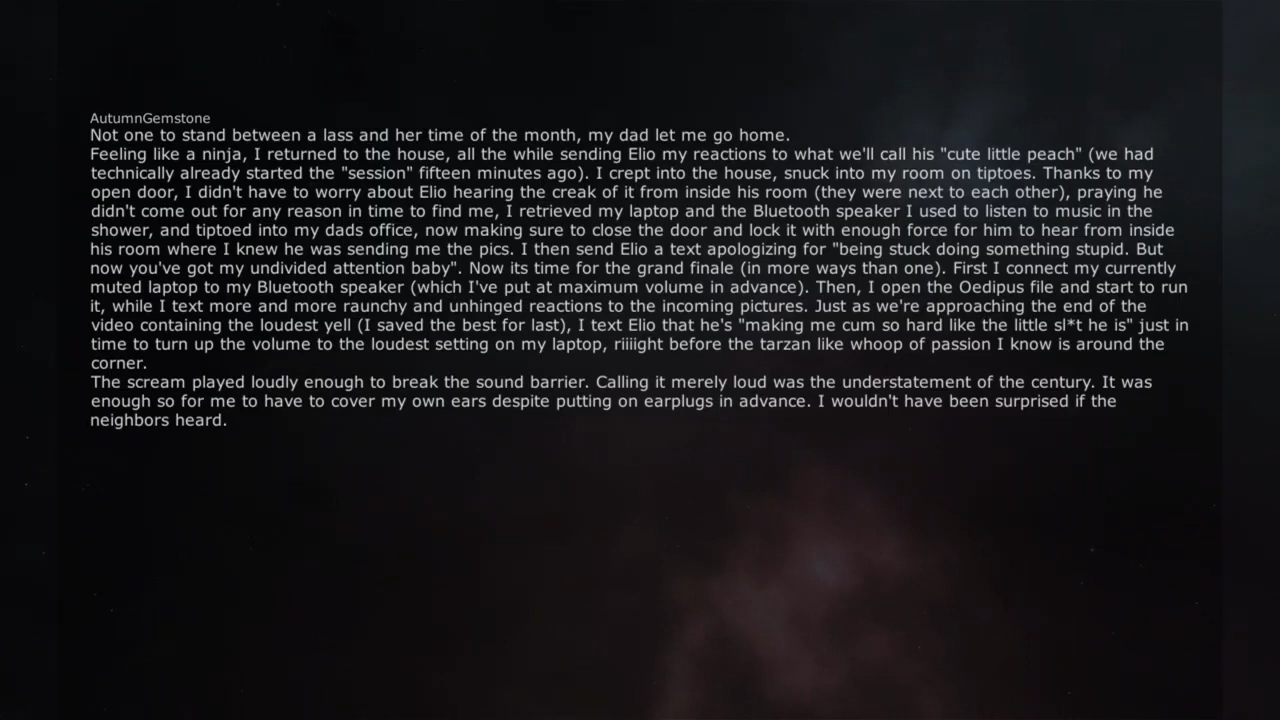 AutumnGemstone
Not one to stand between a lass and her time of the month, my dad let me go home.
Feeling like a ninja, I returned to the house, all the while sending Elio my reactions to what we'll call his "cute little peach" (we had
technically already started the "session" fifteen minutes ago). I crept into the house, snuck into my room on tiptoes. Thanks to my
open door, I didn't have to worry about Elio hearing the creak of it from inside his room (they were next to each other), praying he
didn't come out for any reason in time to find me, I retrieved my laptop and the Bluetooth speaker I used to listen to music in the
shower, and tiptoed into my dads office, now making sure to close the door and lock it with enough force for him to hear from inside
his room where I knew he was sending me the pics. I then send Elio a text apologizing for "being stuck doing something stupid. But
now you've got my undivided attention baby". Now its time for the grand finale (in more ways than one). First I connect my currently
muted laptop to my Bluetooth speaker (which I've put at maximum volume in advance). Then, I open the Oedipus file and start to run
it, while I text more and more raunchy and unhinged reactions to the incoming pictures. Just as we're approaching the end of the
video containing the loudest yell (I saved the best for last), I text Elio that he's "making me cum so hard like the little sl*t he is" just in
time to turn up the volume to the loudest setting on my laptop, riiiight before the tarzan like whoop of passion I know is around the
corner.
The scream played loudly enough to break the sound barrier. Calling it merely loud was the understatement of the century. It was
enough so for me to have to cover my own ears despite putting on earplugs in advance. I wouldn't have been surprised if the
neighbors heard.